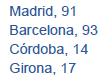 Madrid, 91
Barcelona, 93
Córdoba, 14
Girona, 17